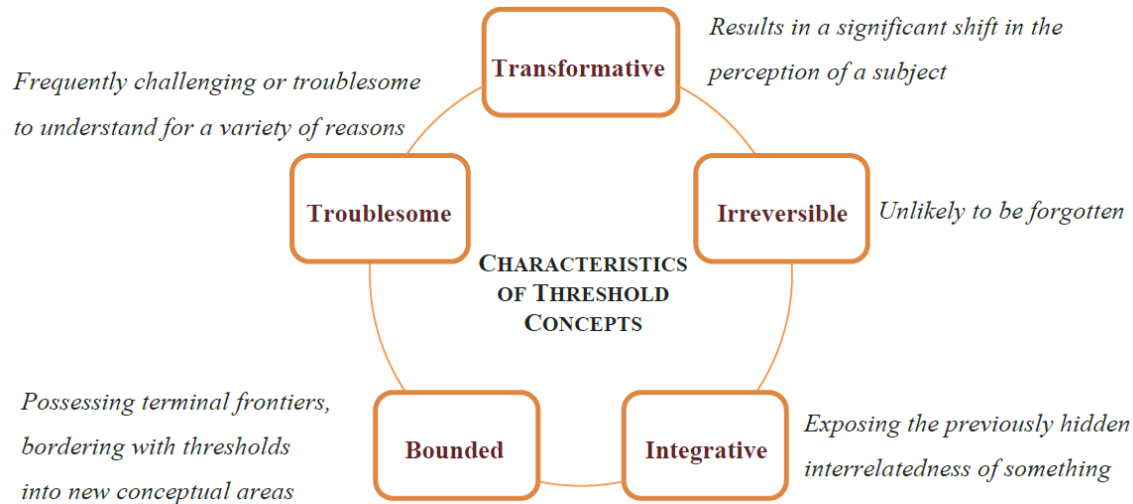 Transformative
Results in a significant shift in the
perception of a subject
Irreversible
Unlikely to be forgotten
Integrative
Exposing the previously hidden
interrelatedness of something
Bounded
Possessing terminal frontiers,
bordering with thresholds
into new conceptual areas
Troublesome
Frequently challenging or troublesome
to understand for a variety of reasons
CHARACTERISTICS
OF THRESHOLD
CONCEPTS